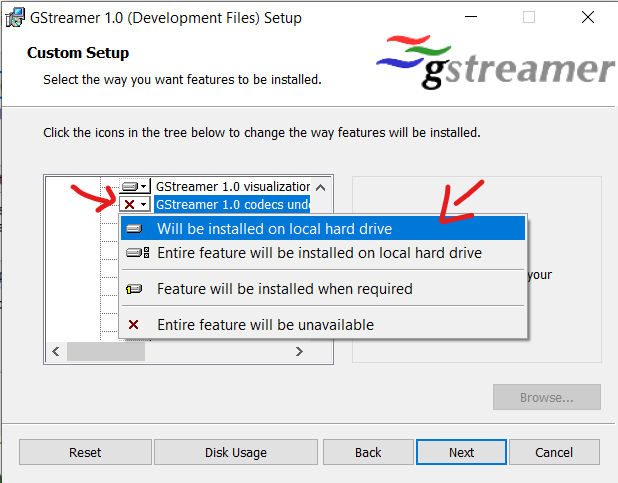 GStreamer 1.0 (Development Files) Setup
Custom Setup
Select the way you want features to be installed.
gstreamer
Click the icons in the tree below to change the way features will be installed.
GStreamer 1.0 visualization
GStreamer 1.0 codecs unde
Will be installed on local hard drive
Entire feature will be installed on local hard drive
your
Feature will be installed when required
Entire feature will be unavailable
Browse...
Reset
Disk Usage
Back
Next
Cancel